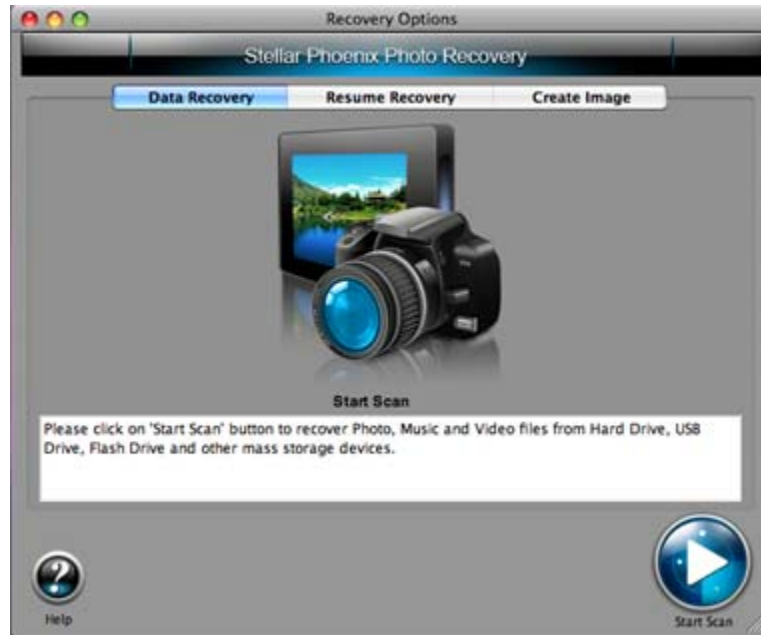 Recovery Options
Stellar Phoenix Photo Recovery
Data Recovery Resume Recovery Create Image
Start Scan
Please click on 'Start Scan' button to recover Photo, Music and Video files from Hard Drive, USB
Drive, Flash Drive and other mass storage devices.
Help
Start Scan